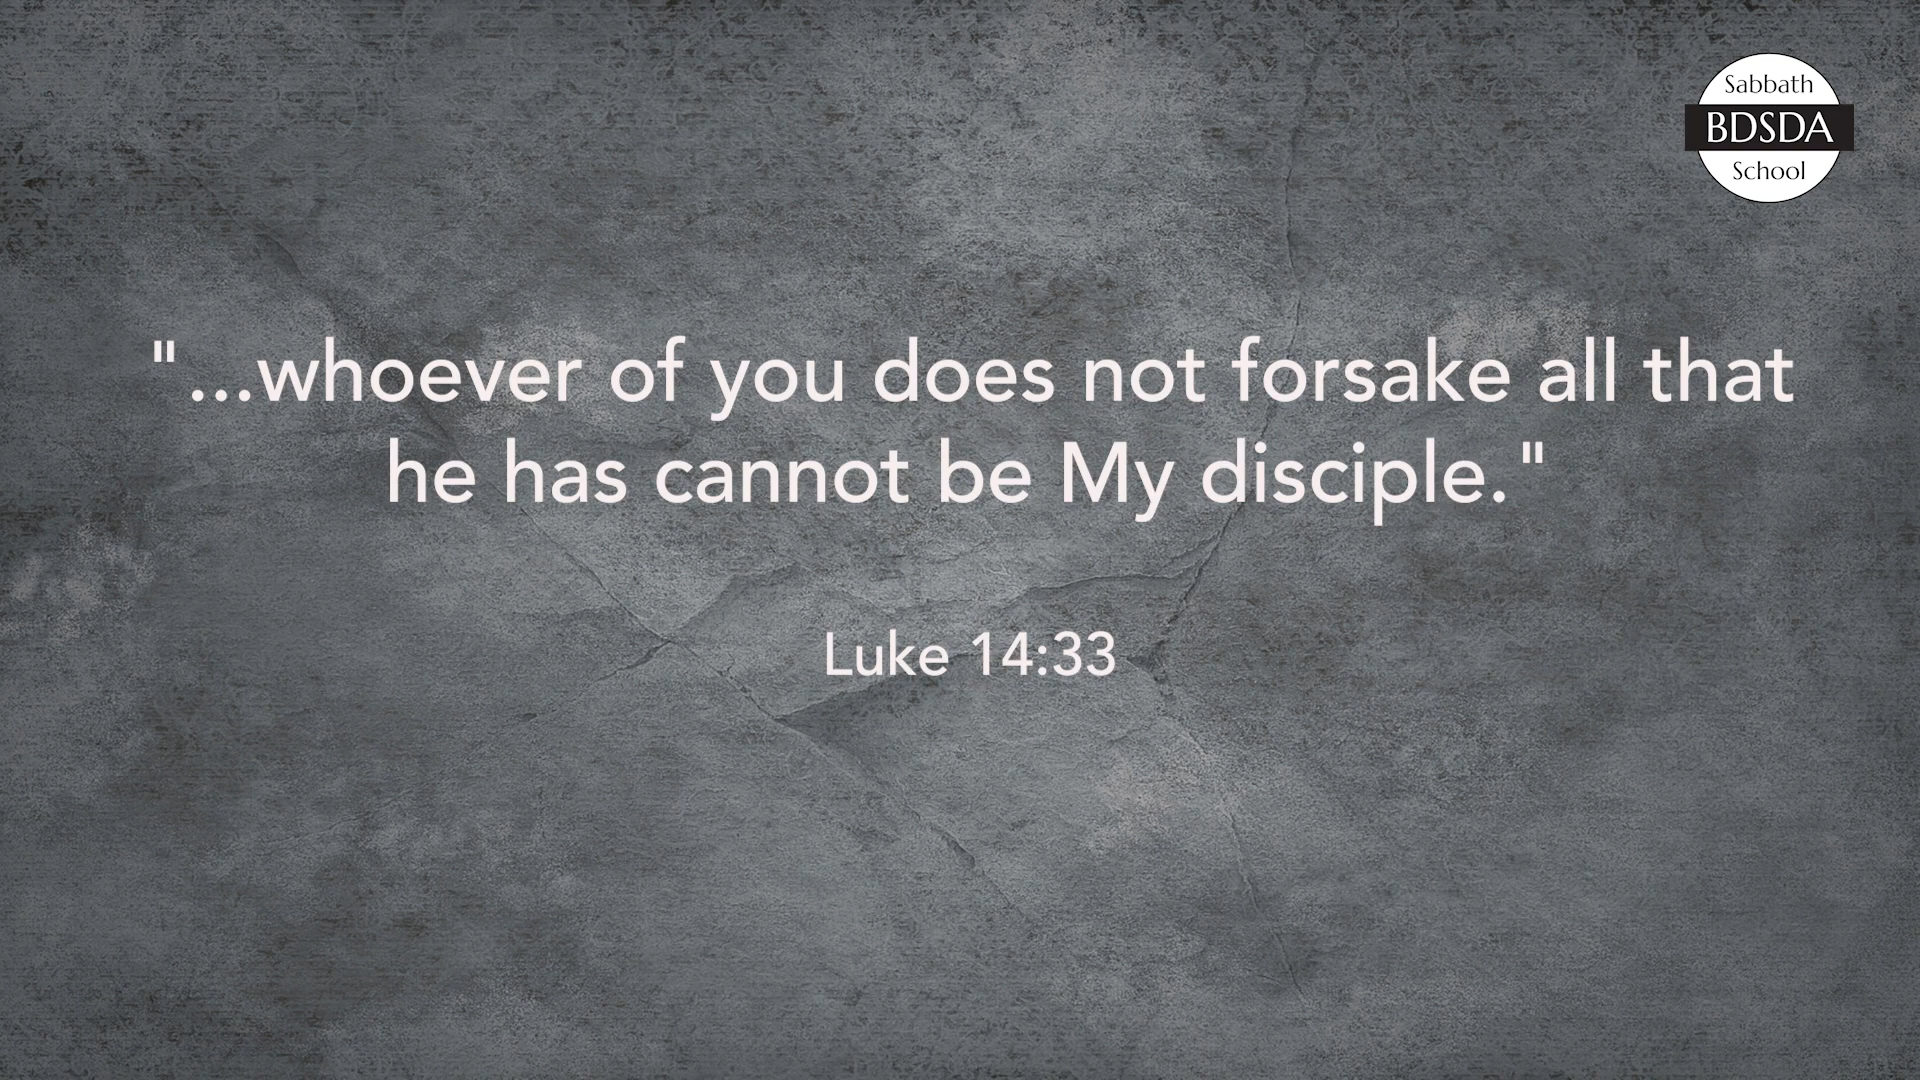 Sabbath
BDSDA
School
"...whoever of you does not forsake all that
he has cannot be My disciple."
Luke 14:33